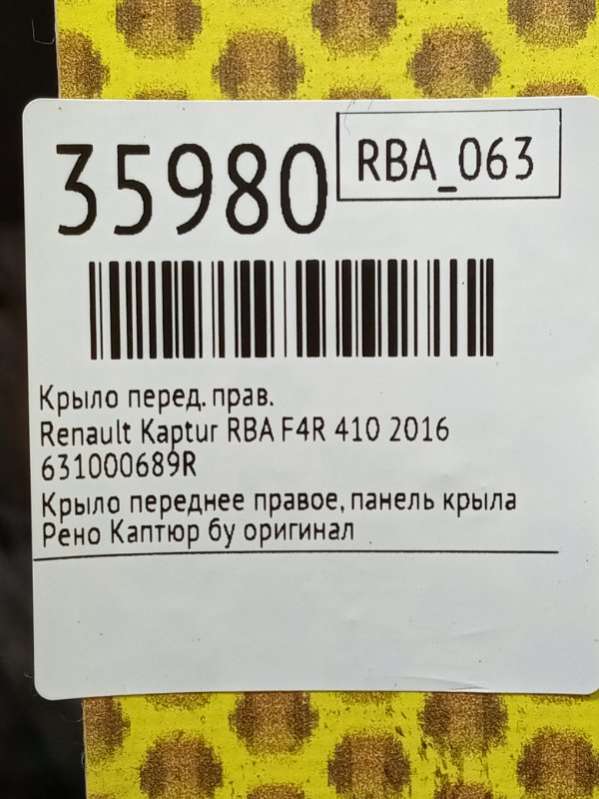 35980
RBA_063
Крыло перед. прав.
Renault Kaptur RBA F4R 410 2016
631000689R
Крыло переднее правое, панель крыла
Рено Каптюр бу оригинал